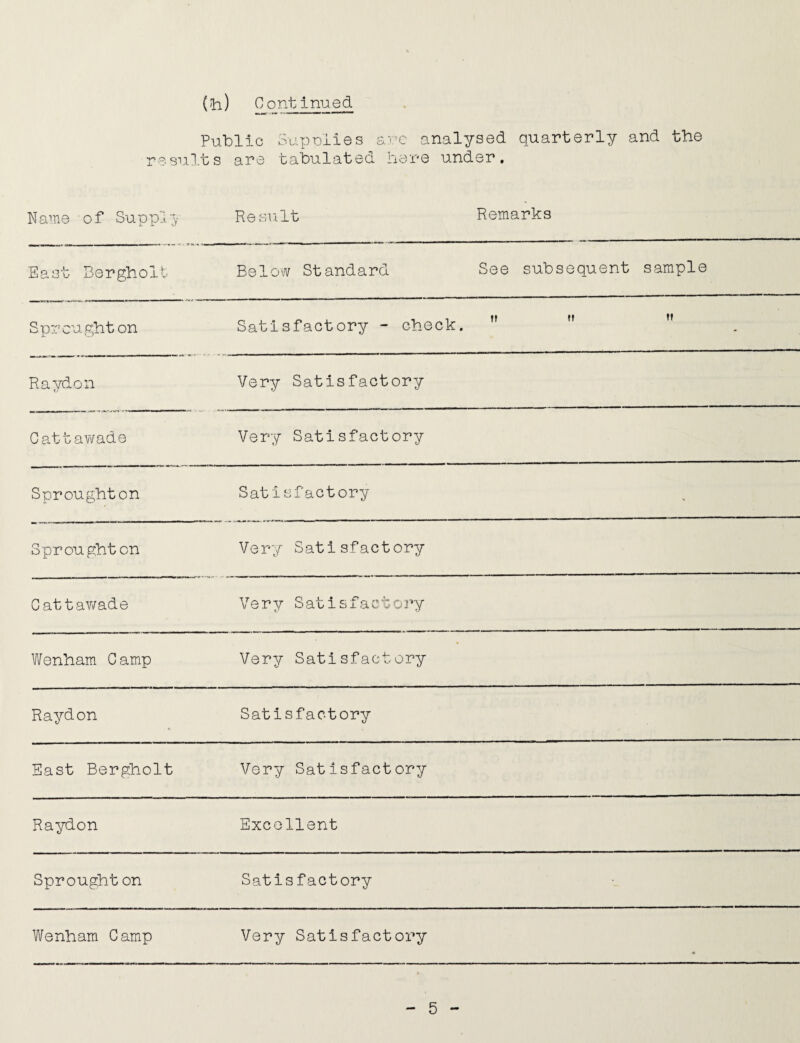 (h) Continued
Public Supplies are analysed quarterly and the
results are tabulated here under.
Name of Supply Result Remarks
East Bergholt Below Standard See subsequent sample
Sproughton Satisfactory - check. " " " .
Raydon Very Satisfactory
Cattawade Very Satisfactory
Sproughton Satisfactory
Sproughton Very Satisfactory
Cattawade Very Satisfactory
Wenham Camp Very Satisfactory
Raydon Satisfactory
East Bergholt Very Satisfactory
Raydon Excellent
Sproughton Satisfactory
Wenham Camp Very Satisfactory
- 5 -